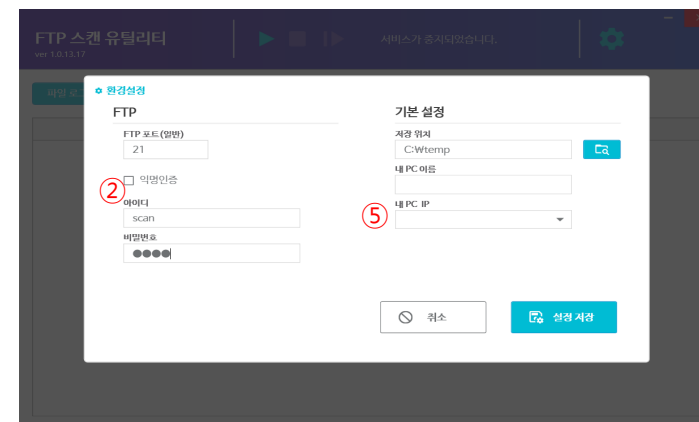 FTP 스캔 유틸리티
ver 1.0.13.17
서비스가 중지되었습니다.
파일 로
환경설정
FTP
FTP 포트(일반)
21
② 익명인증
아이디
scan
비밀번호
기본 설정
저장 위치
C:₩temp
내 PC 이름
⑤ 내 PC IP
취소
설정 저장